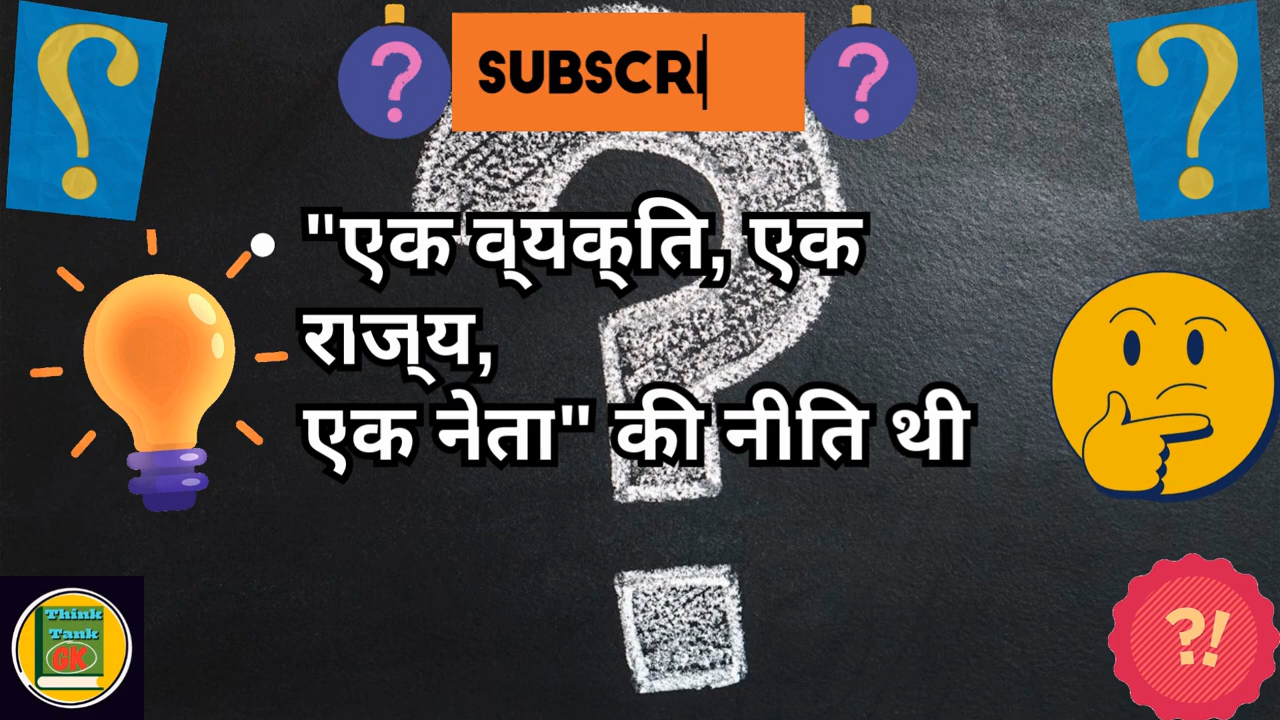 SUBSCRI
"एक व्यक्ति, एक
राज्य,
एक नेता" की नीति थी
Think
Tank
GK